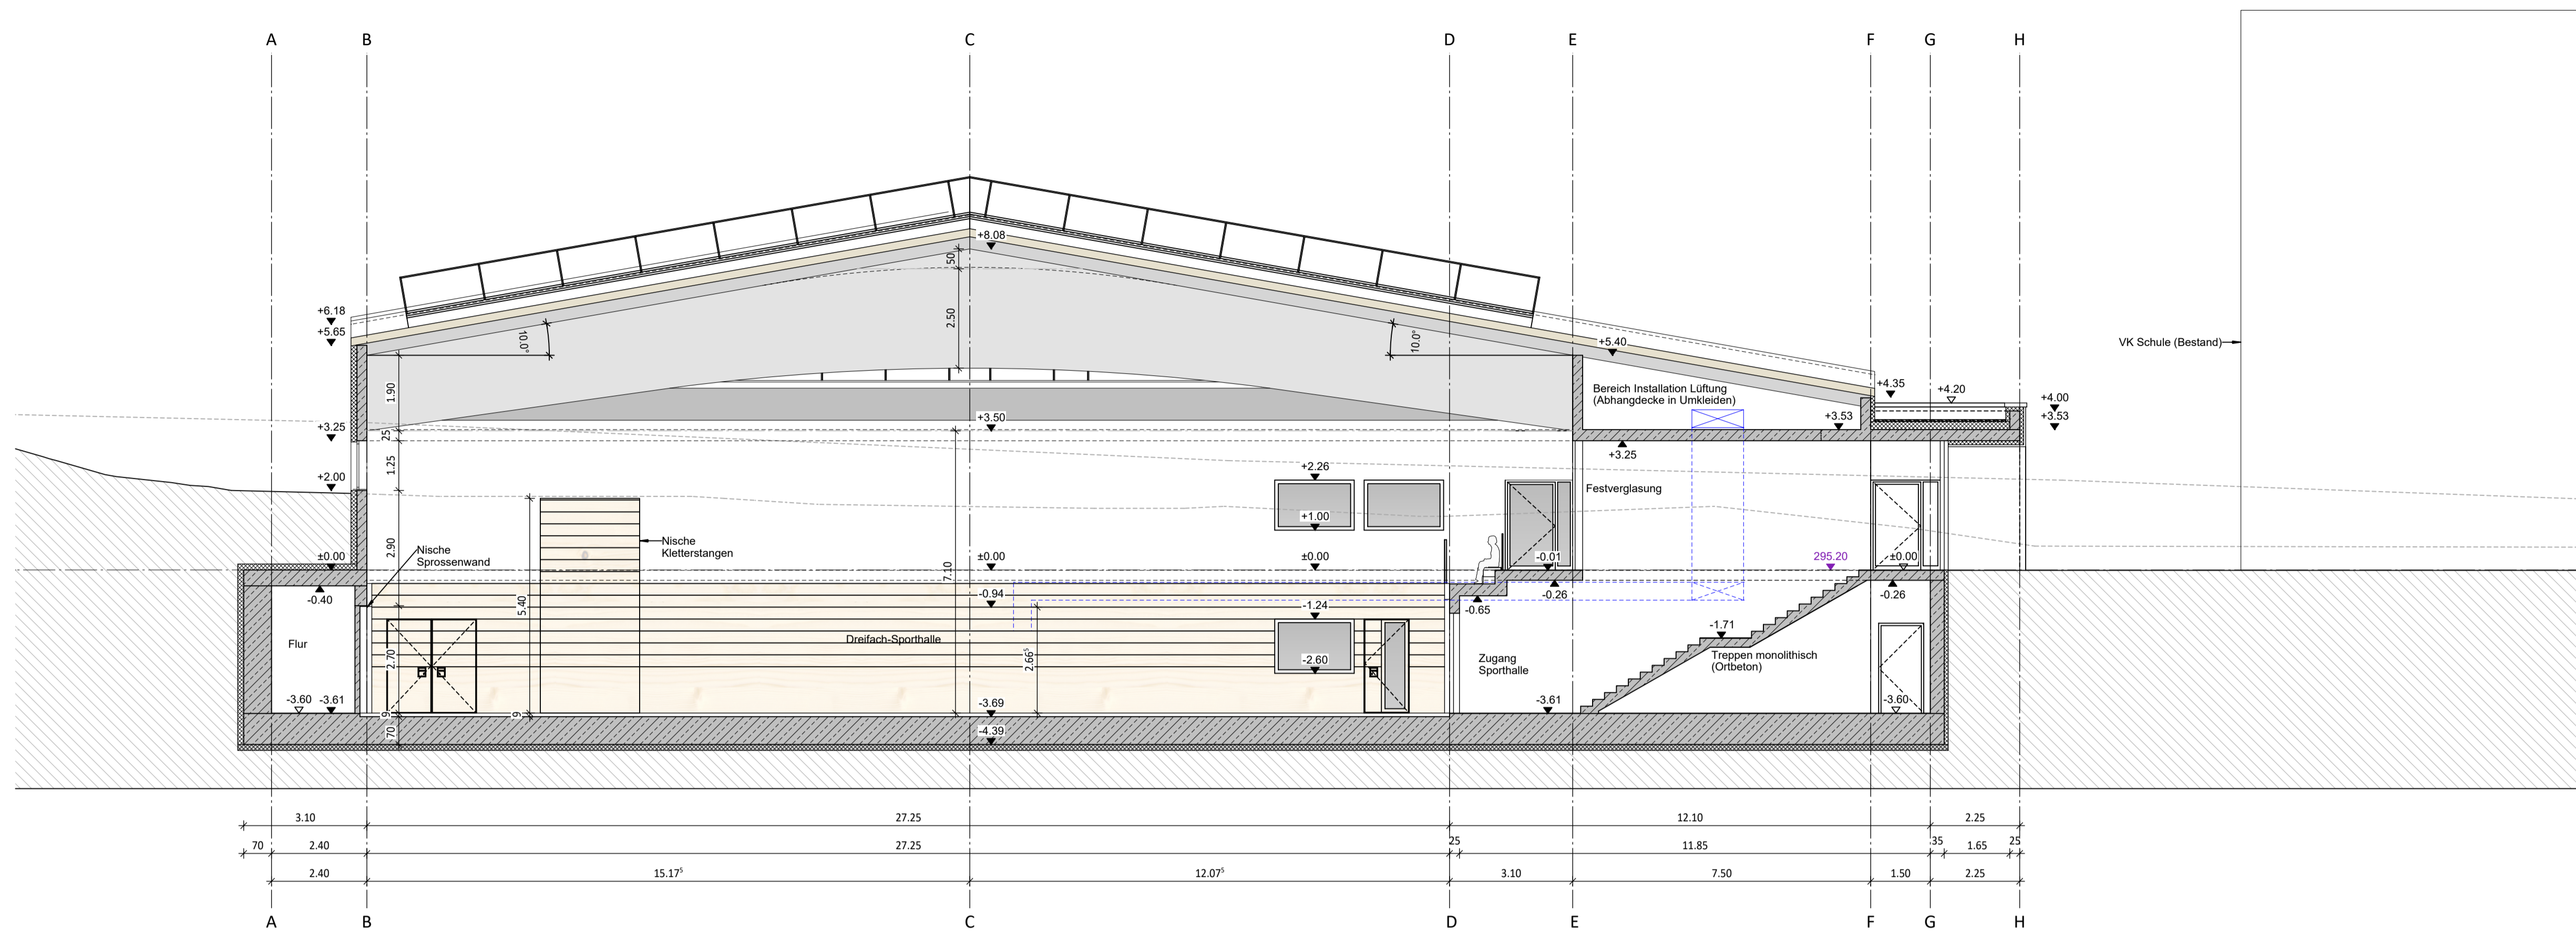 A B C D E F G H
+8.08
50
2.50
10.0°
10.0°
+6.18
+5.65
+5.40
VK Schule (Bestand)
1.90
Bereich Installation Lüftung
(Abhangdecke in Umkleiden)
+4.35
+4.20
+4.00
+3.53
+3.53
+3.50
+3.25
25
+3.25
1.25
+2.26
+2.00
Festverglasung
+1.00
Nische
Kletterstangen
2.90
Nische
Sprossenwand
±0.00
±0.00
±0.00
-0.01
295.20
±0.00
7.10
-0.40
5.40
-0.94
-1.24
-0.65
-0.26
-0.26
Flur
Dreifach-Sporthalle
-1.71
2.70
2.66⁵
-2.60
Zugang
Sporthalle
Treppen monolithisch
(Ortbeton)
-3.60
-3.61
9
9
-3.69
-3.61
-3.60
70
-4.39
3.10 27.25 12.10 2.25
70 2.40 27.25 25 11.85 35 1.65 25
2.40 15.17⁵ 12.07⁵ 3.10 7.50 1.50 2.25
A B C D E F G H